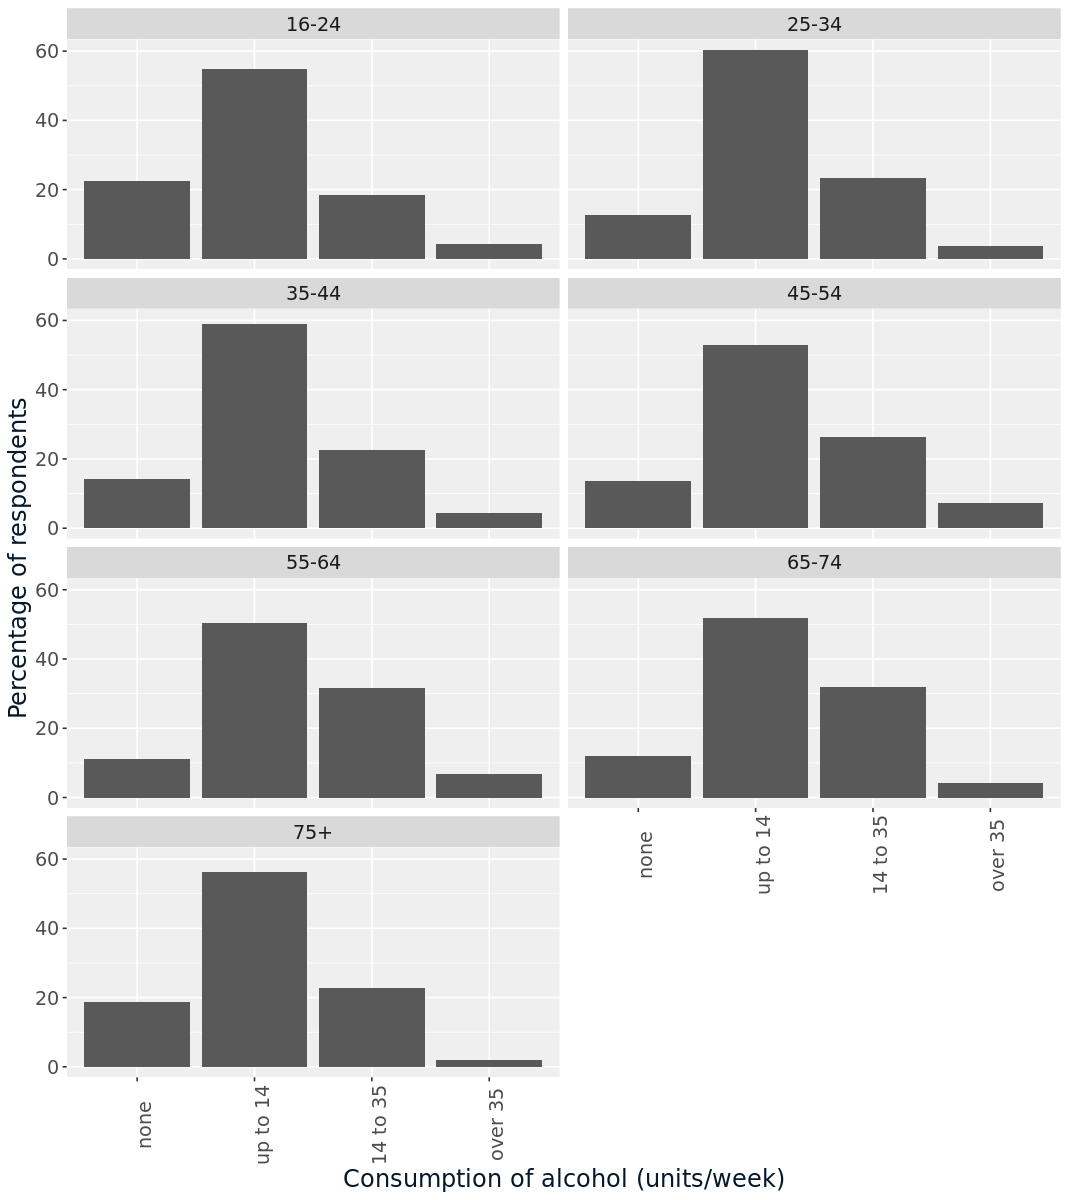 16-24
25-34
60
40
20
0
35-44
45-54
60
40
20
0
55-64
65-74
60
40
20
0
none
up to 14
14 to 35
over 35
75+
60
40
20
0
none
up to 14
14 to 35
over 35
Percentage of respondents
Consumption of alcohol (units/week)